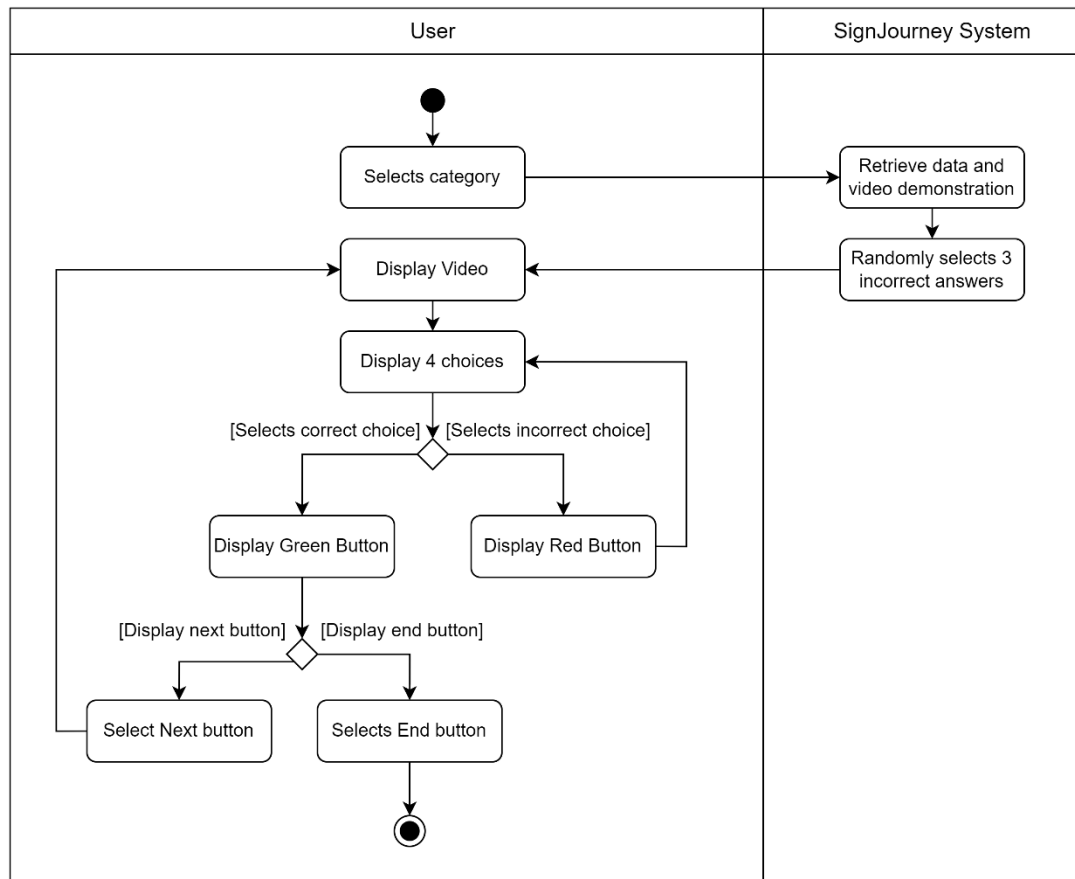 User
SignJourney System
Selects category
Retrieve data and
video demonstration
Display Video
Randomly selects 3
incorrect answers
Display 4 choices
[Selects correct choice]
[Selects incorrect choice]
Display Green Button
Display Red Button
[Display next button]
[Display end button]
Select Next button
Selects End button